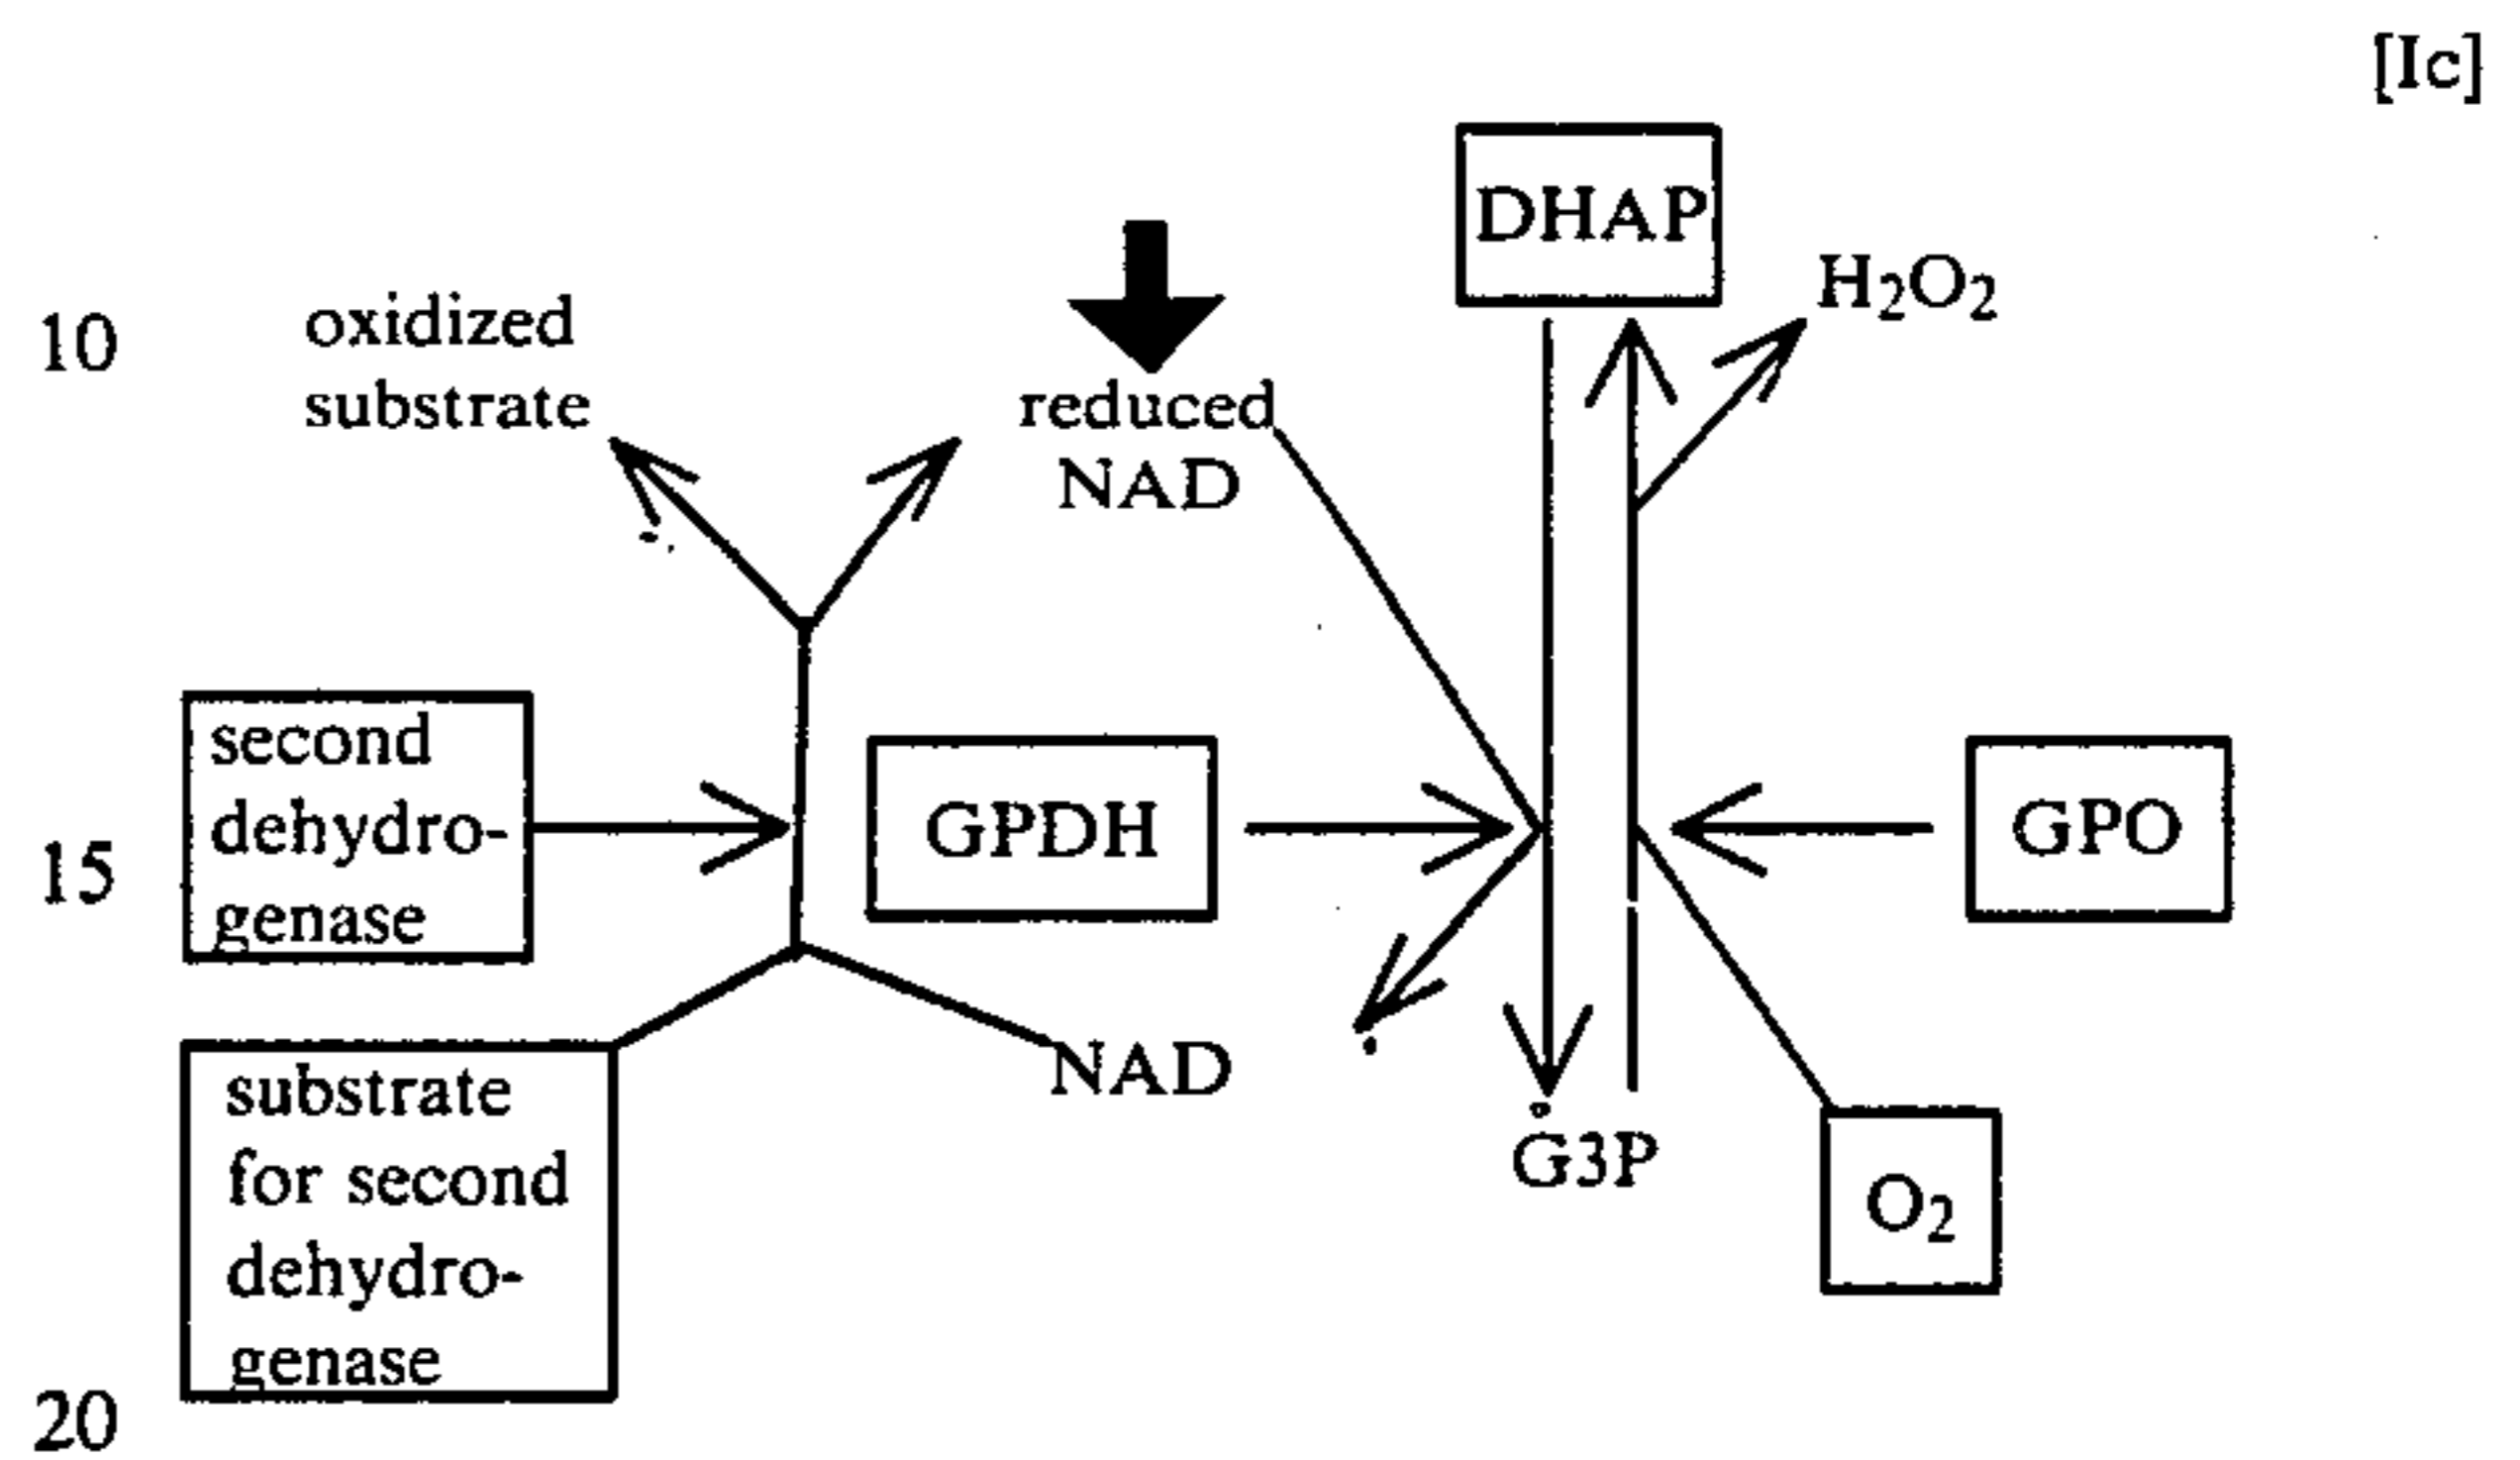 [Ic]
DHAP
H₂O₂
10
oxidized
substrate
reduced
NAD
second
dehydro-
genase
GPDH
GPO
15
NAD
substrate
for second
dehydro-
genase
G3P
O₂
20